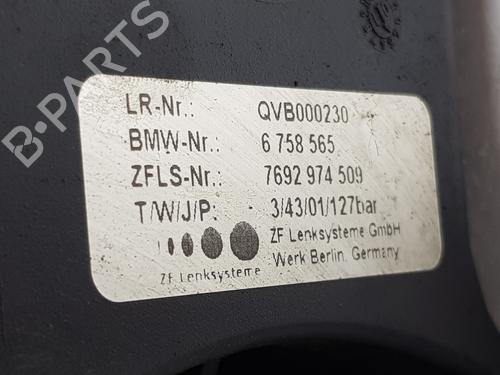 B-PARTS
LR-Nr.: QVB000230
BMW-Nr.: 6 758 565
ZFLS-Nr.: 7692 974 509
T/W/J/P: 3/43/01/127bar
ZF Lenksysteme GmbH
Werk Berlin, Germany
ZF Lenksysteme